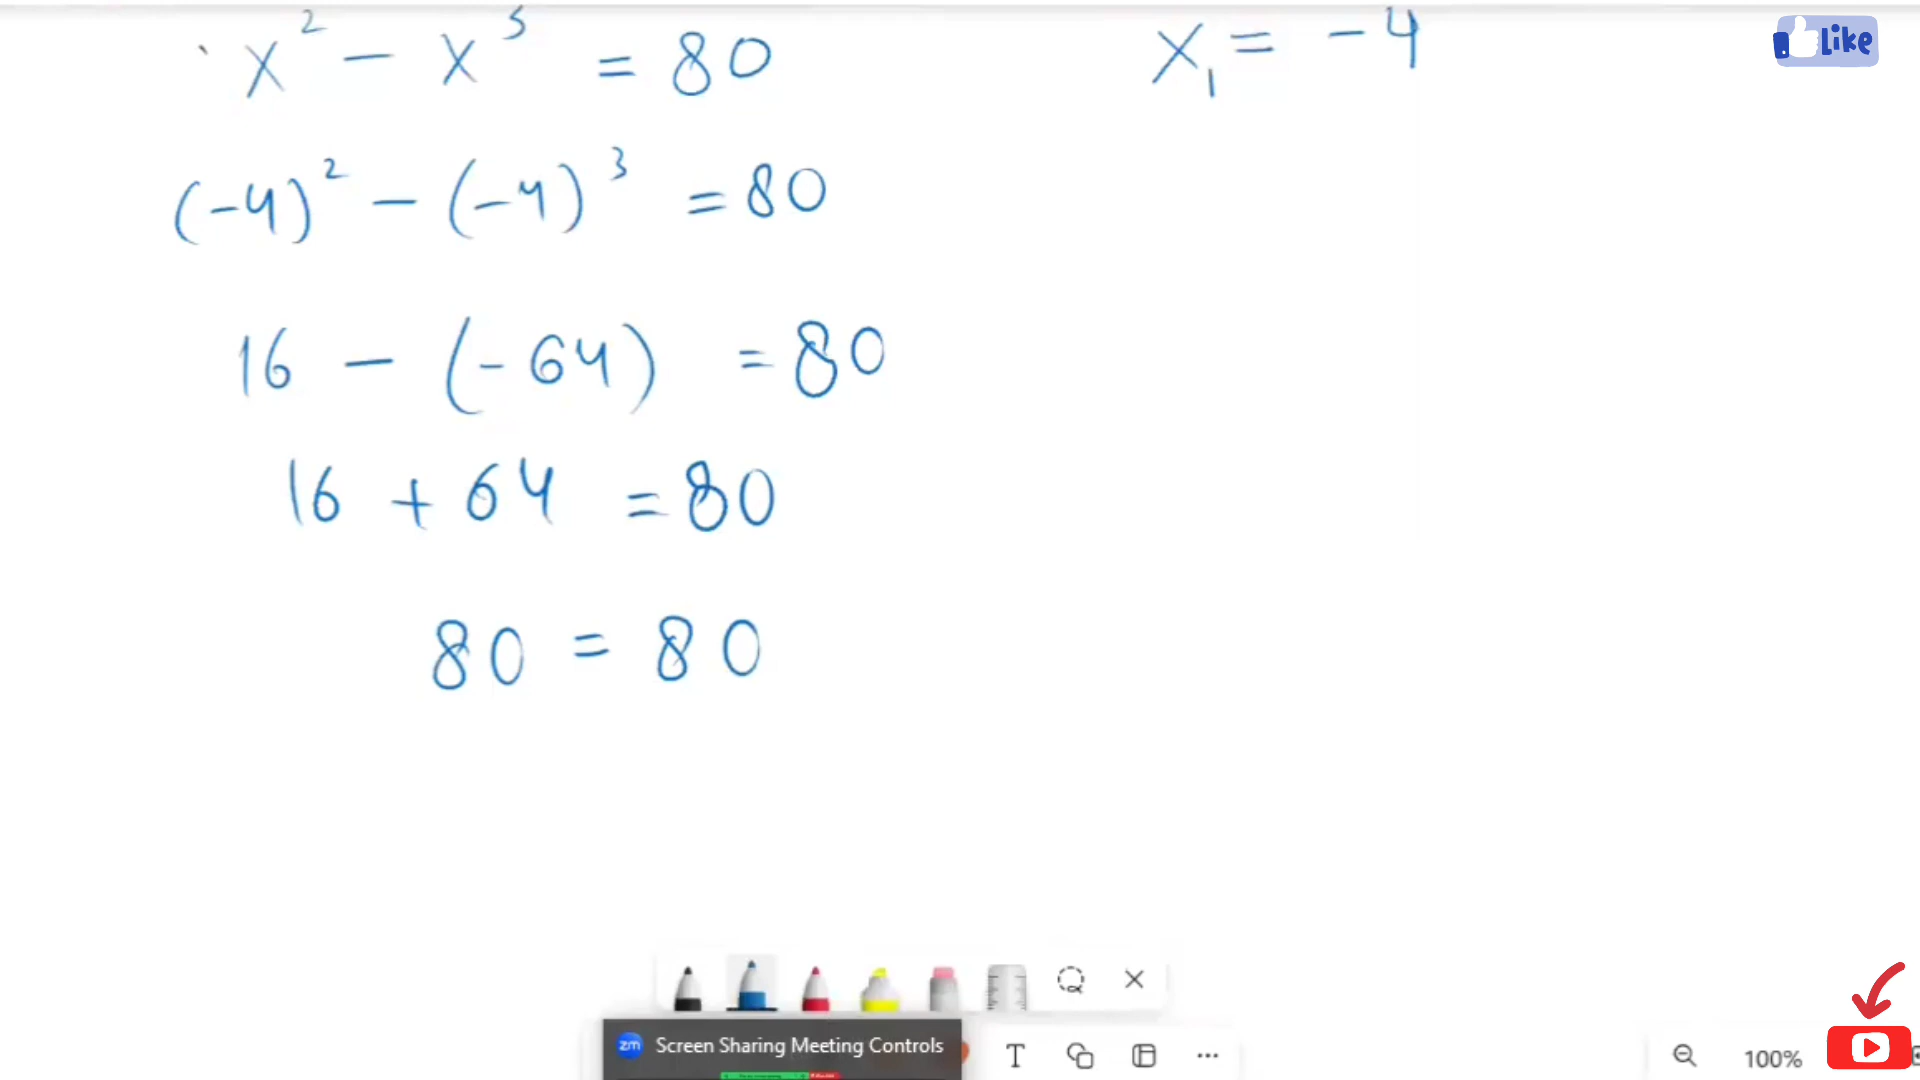 x² - x³ = 80
x₁ = -4
Like
(-4)² - (-4)³ = 80
16 - (-64) = 80
16 + 64 = 80
80 = 80
zm Screen Sharing Meeting Controls
T
100%